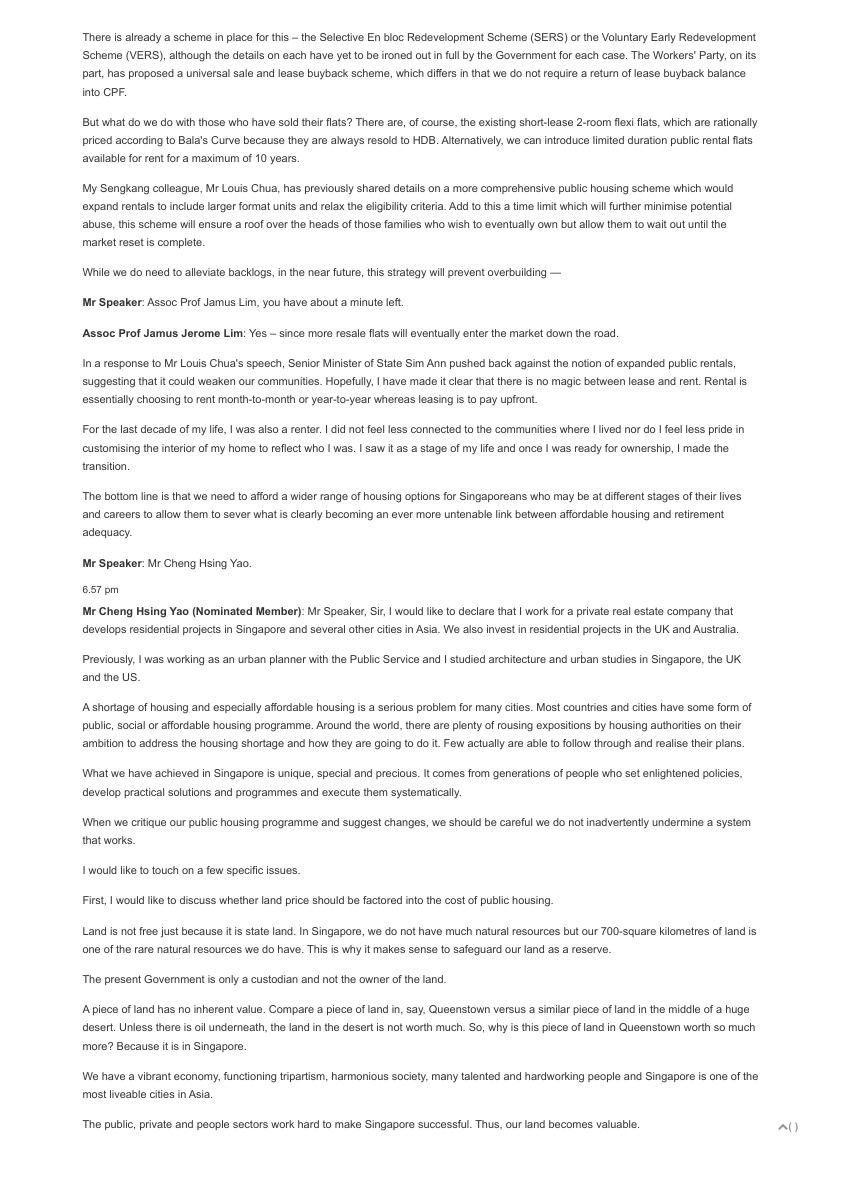 There is already a scheme in place for this – the Selective En bloc Redevelopment Scheme (SERS) or the Voluntary Early Redevelopment
Scheme (VERS), although the details on each have yet to be ironed out in full by the Government for each case. The Workers' Party, on its
part, has proposed a universal sale and lease buyback scheme, which differs in that we do not require a return of lease buyback balance
into CPF.
But what do we do with those who have sold their flats? There are, of course, the existing short-lease 2-room flexi flats, which are rationally
priced according to Bala's Curve because they are always resold to HDB. Alternatively, we can introduce limited duration public rental flats
available for rent for a maximum of 10 years.
My Sengkang colleague, Mr Louis Chua, has previously shared details on a more comprehensive public housing scheme which would
expand rentals to include larger format units and relax the eligibility criteria. Add to this a time limit which will further minimise potential
abuse, this scheme will ensure a roof over the heads of those families who wish to eventually own but allow them to wait out until the
market reset is complete.
While we do need to alleviate backlogs, in the near future, this strategy will prevent overbuilding —
Mr Speaker: Assoc Prof Jamus Lim, you have about a minute left.
Assoc Prof Jamus Jerome Lim: Yes – since more resale flats will eventually enter the market down the road.
In a response to Mr Louis Chua's speech, Senior Minister of State Sim Ann pushed back against the notion of expanded public rentals,
suggesting that it could weaken our communities. Hopefully, I have made it clear that there is no magic between lease and rent. Rental is
essentially choosing to rent month-to-month or year-to-year whereas leasing is to pay upfront.
For the last decade of my life, I was also a renter. I did not feel less connected to the communities where I lived nor do I feel less pride in
customising the interior of my home to reflect who I was. I saw it as a stage of my life and once I was ready for ownership, I made the
transition.
The bottom line is that we need to afford a wider range of housing options for Singaporeans who may be at different stages of their lives
and careers to allow them to sever what is clearly becoming an ever more untenable link between affordable housing and retirement
adequacy.
Mr Speaker: Mr Cheng Hsing Yao.
6.57 pm
Mr Cheng Hsing Yao (Nominated Member): Mr Speaker, Sir, I would like to declare that I work for a private real estate company that
develops residential projects in Singapore and several other cities in Asia. We also invest in residential projects in the UK and Australia.
Previously, I was working as an urban planner with the Public Service and I studied architecture and urban studies in Singapore, the UK
and the US.
A shortage of housing and especially affordable housing is a serious problem for many cities. Most countries and cities have some form of
public, social or affordable housing programme. Around the world, there are plenty of rousing expositions by housing authorities on their
ambition to address the housing shortage and how they are going to do it. Few actually are able to follow through and realise their plans.
What we have achieved in Singapore is unique, special and precious. It comes from generations of people who set enlightened policies,
develop practical solutions and programmes and execute them systematically.
When we critique our public housing programme and suggest changes, we should be careful we do not inadvertently undermine a system
that works.
I would like to touch on a few specific issues.
First, I would like to discuss whether land price should be factored into the cost of public housing.
Land is not free just because it is state land. In Singapore, we do not have much natural resources but our 700-square kilometres of land is
one of the rare natural resources we do have. This is why it makes sense to safeguard our land as a reserve.
The present Government is only a custodian and not the owner of the land.
A piece of land has no inherent value. Compare a piece of land in, say, Queenstown versus a similar piece of land in the middle of a huge
desert. Unless there is oil underneath, the land in the desert is not worth much. So, why is this piece of land in Queenstown worth so much
more? Because it is in Singapore.
We have a vibrant economy, functioning tripartism, harmonious society, many talented and hardworking people and Singapore is one of the
most liveable cities in Asia.
The public, private and people sectors work hard to make Singapore successful. Thus, our land becomes valuable.
( )